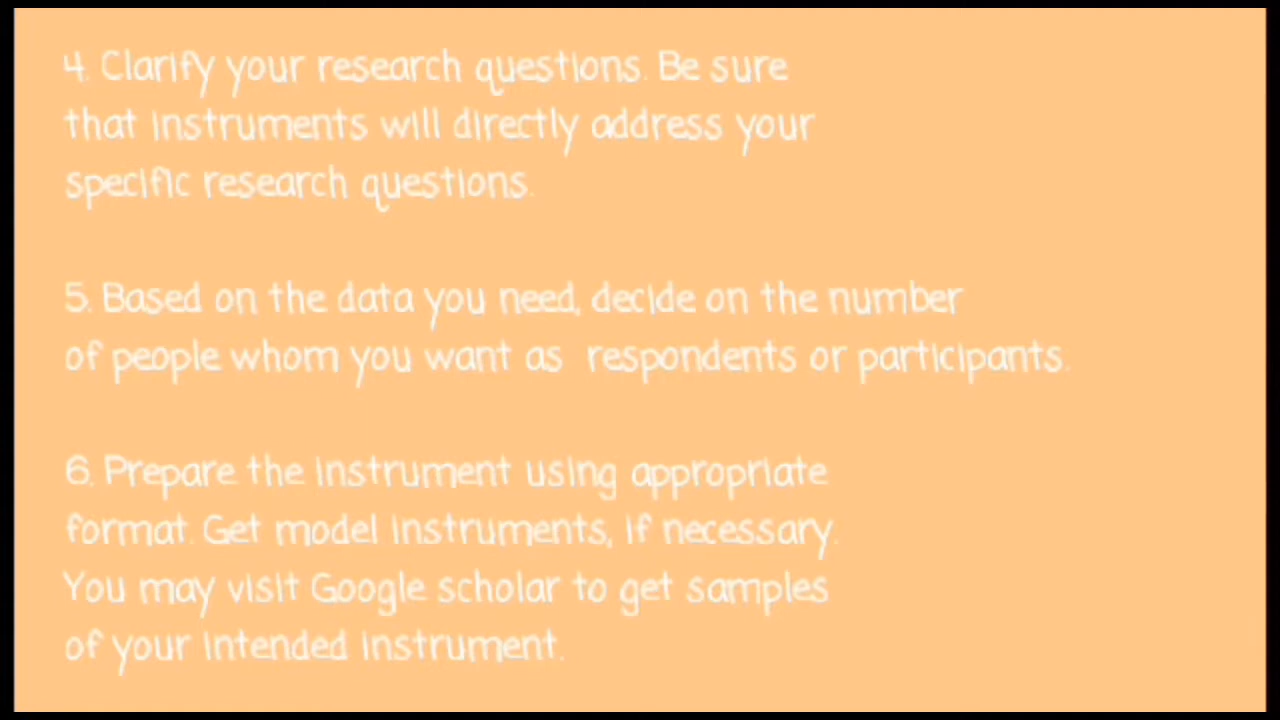 4. Clarify your research questions. Be sure
that instruments will directly address your
specific research questions.
5. Based on the data you need, decide on the number
of people whom you want as respondents or participants.
6. Prepare the instrument using appropriate
format. Get model instruments, if necessary.
You may visit Google scholar to get samples
of your intended instrument.